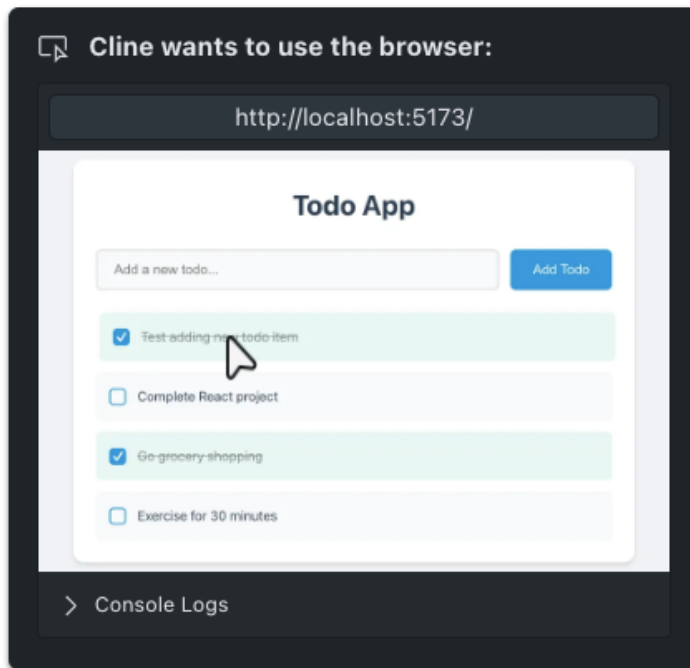 Cline wants to use the browser:
http://localhost:5173/
Todo App
Add a new todo...
Add Todo
Test adding new todo item
Complete React project
Go grocery shopping
Exercise for 30 minutes
Console Logs